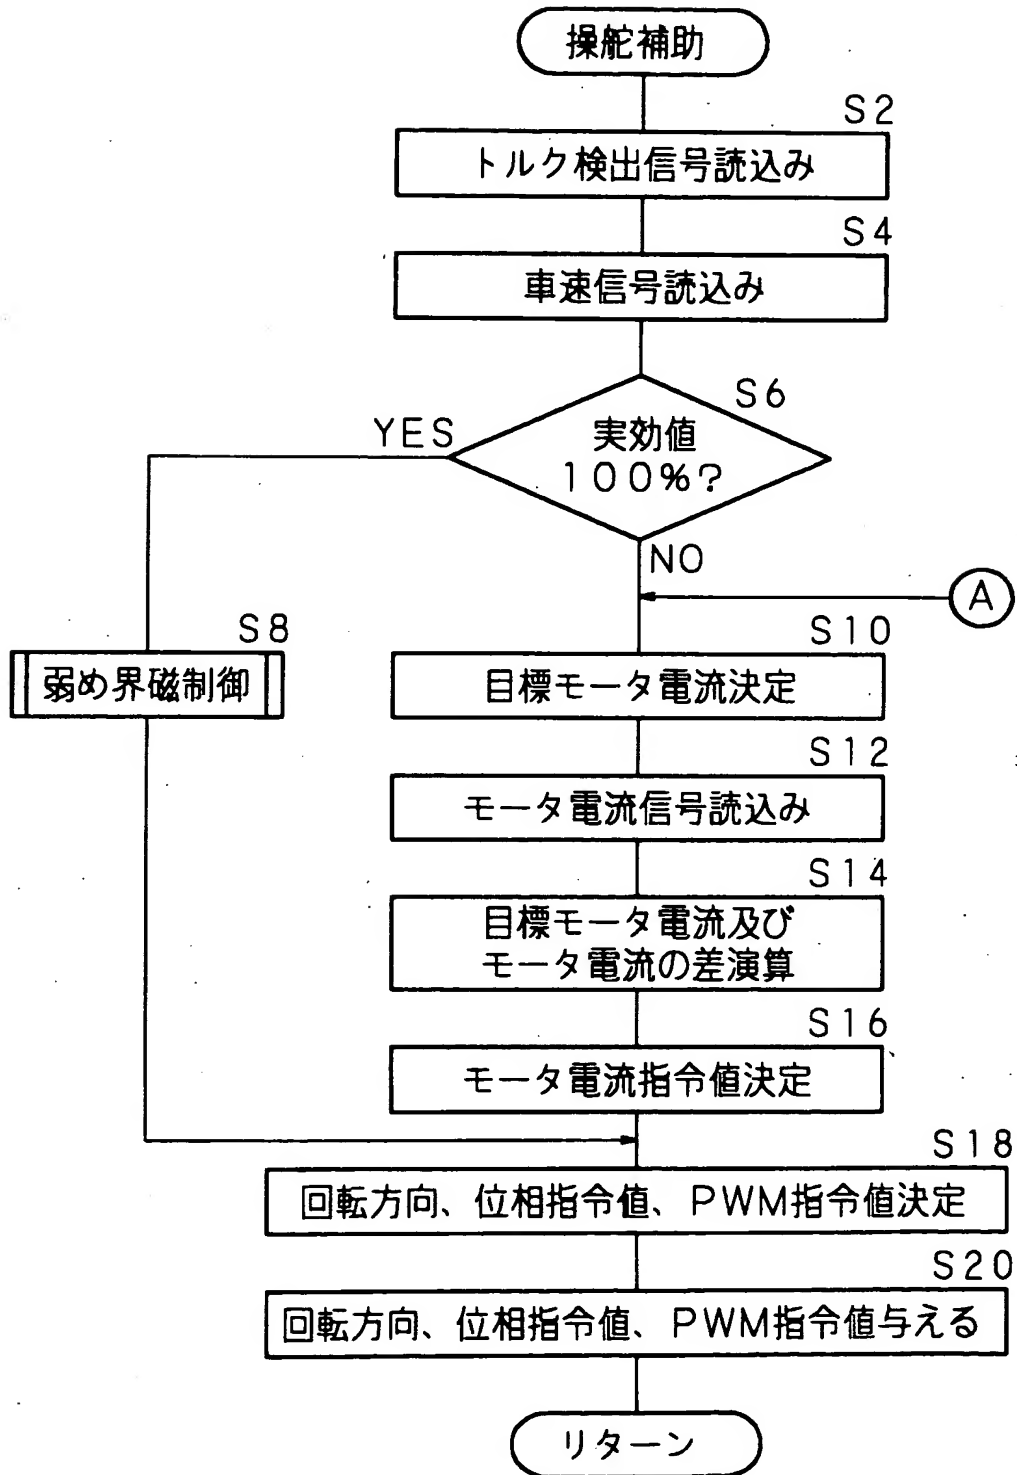 操舵補助
S2
トルク検出信号読込み
S4
車速信号読込み
S6
実効値
100%?
YES
NO
A
S8
弱め界磁制御
S10
目標モータ電流決定
S12
モータ電流信号読込み
S14
目標モータ電流及び
モータ電流の差演算
S16
モータ電流指令値決定
S18
回転方向、位相指令値、PWM指令値決定
S20
回転方向、位相指令値、PWM指令値与える
リターン